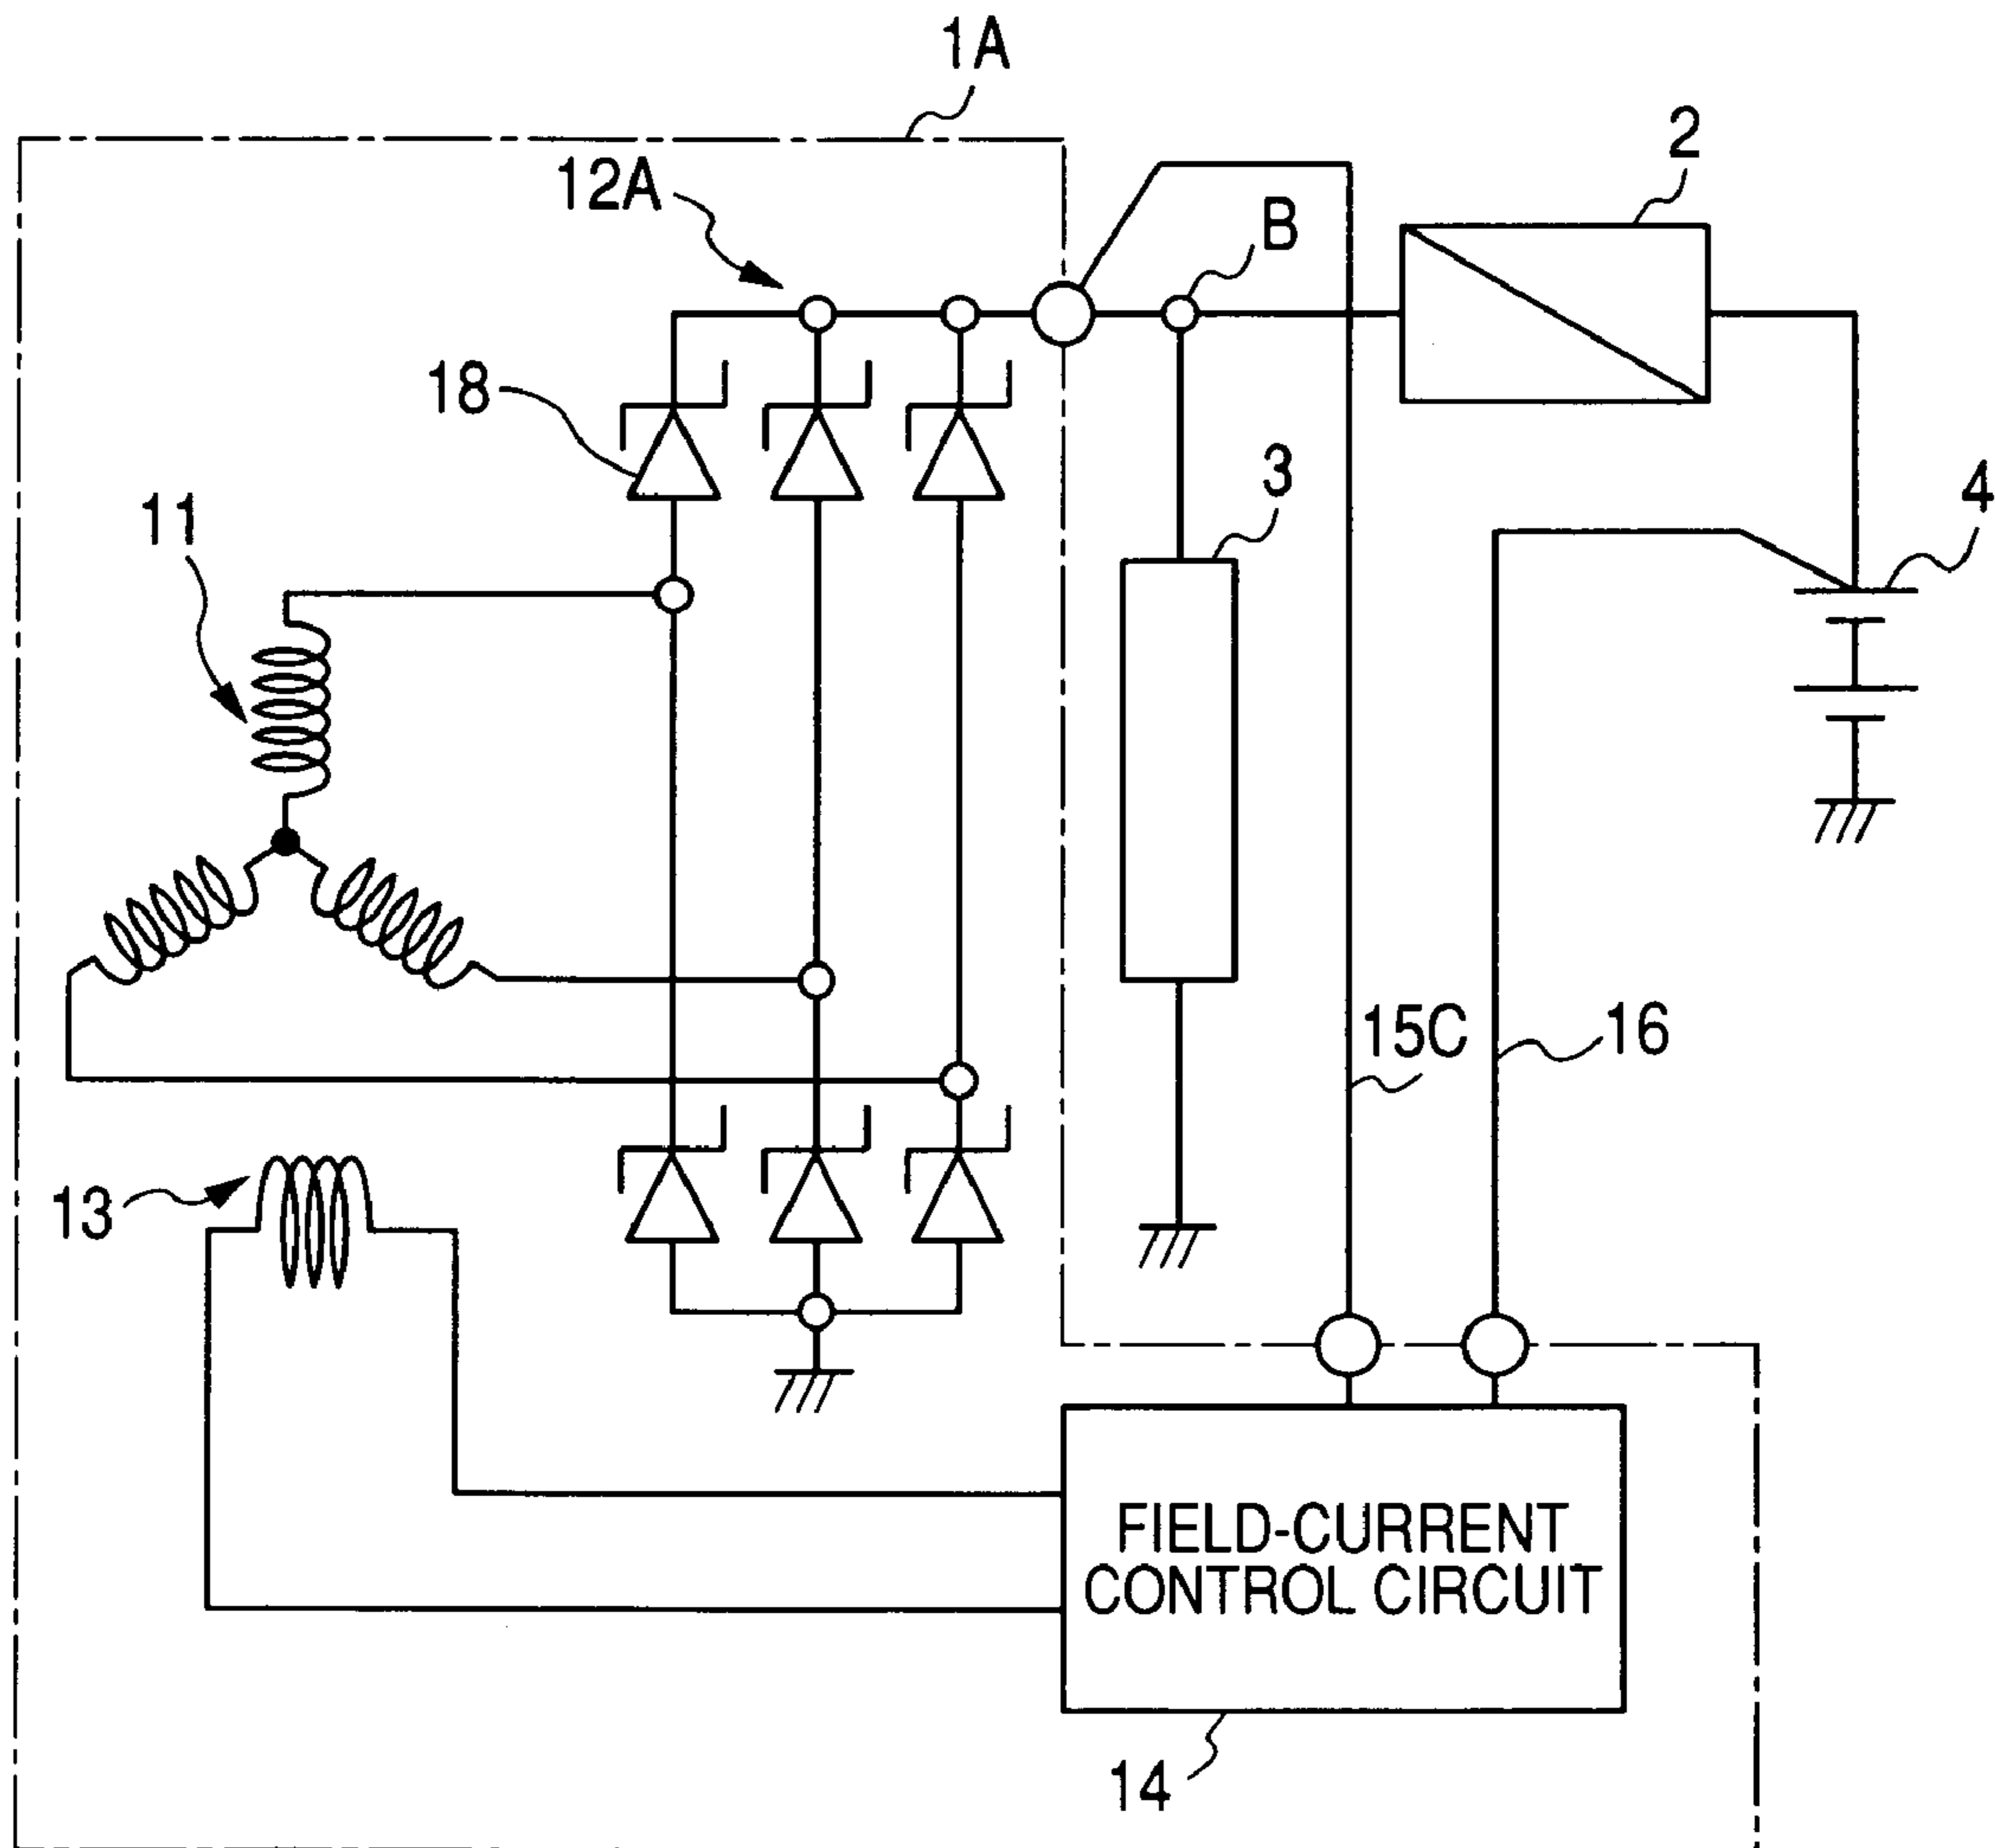 1A
2
12A
B
18
3
4
11
15C
16
13
FIELD-CURRENT
CONTROL CIRCUIT
14